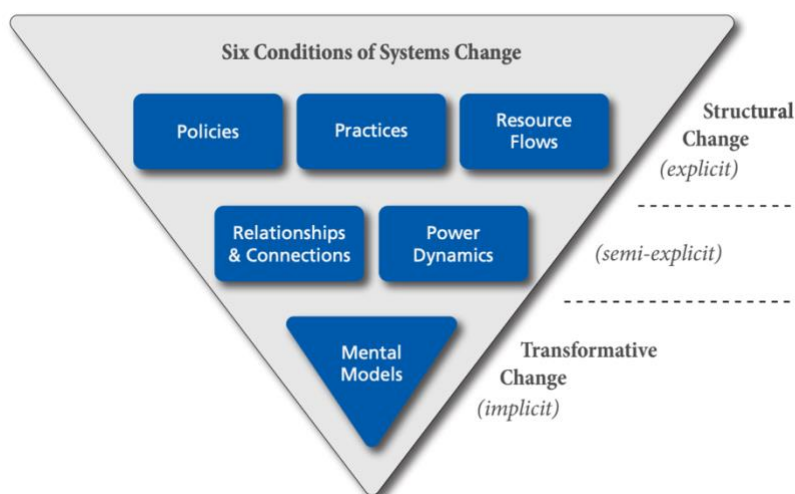 Six Conditions of Systems Change
Policies
Practices
Resource
Flows
Structural
Change
(explicit)
Relationships
& Connections
Power
Dynamics
(semi-explicit)
Mental
Models
Transformative
Change
(implicit)